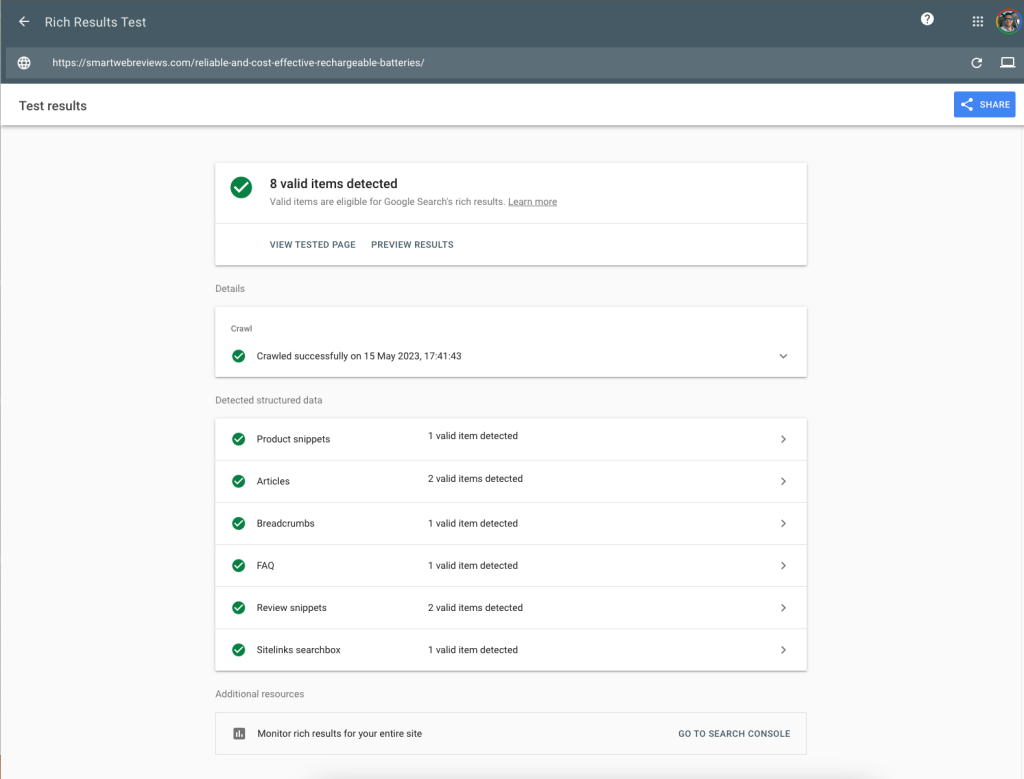 Rich Results Test
https://smartwebreviews.com/reliable-and-cost-effective-rechargeable-batteries/
Test results
SHARE
8 valid items detected
Valid items are eligible for Google Search's rich results. Learn more
VIEW TESTED PAGE PREVIEW RESULTS
Details
Crawl
Crawled successfully on 15 May 2023, 17:41:43
Detected structured data
Product snippets 1 valid item detected
Articles 2 valid items detected
Breadcrumbs 1 valid item detected
FAQ 1 valid item detected
Review snippets 2 valid items detected
Sitelinks searchbox 1 valid item detected
Additional resources
Monitor rich results for your entire site GO TO SEARCH CONSOLE